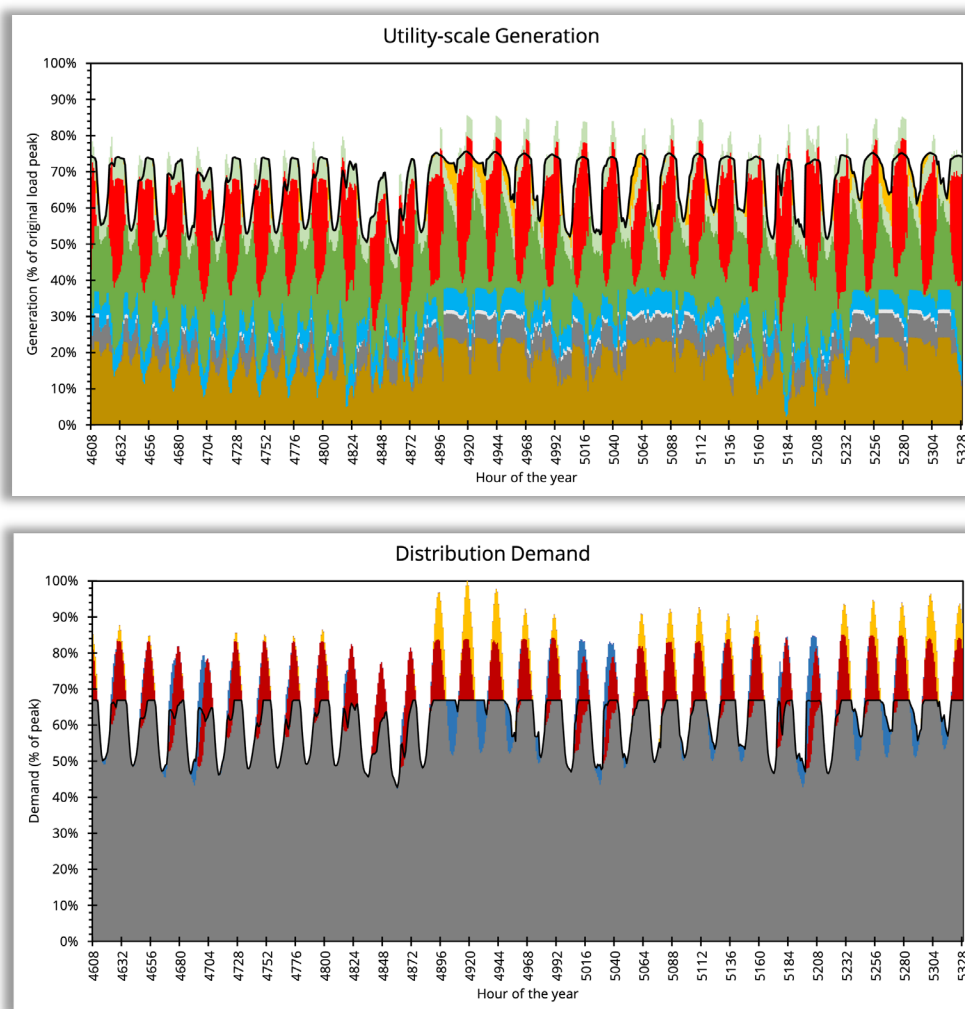 Utility-scale Generation
100%
90%
80%
70%
60%
50%
40%
30%
20%
10%
0%
Generation (% of original load peak)
4608 4632 4656 4680 4704 4728 4752 4776 4800 4824 4848 4872 4896 4920 4944 4968 4992 5016 5040 5064 5088 5112 5136 5160 5184 5208 5232 5256 5280 5304 5328
Hour of the year
Distribution Demand
100%
90%
80%
70%
60%
50%
40%
30%
20%
10%
0%
Demand (% of peak)
4608 4632 4656 4680 4704 4728 4752 4776 4800 4824 4848 4872 4896 4920 4944 4968 4992 5016 5040 5064 5088 5112 5136 5160 5184 5208 5232 5256 5280 5304 5328
Hour of the year